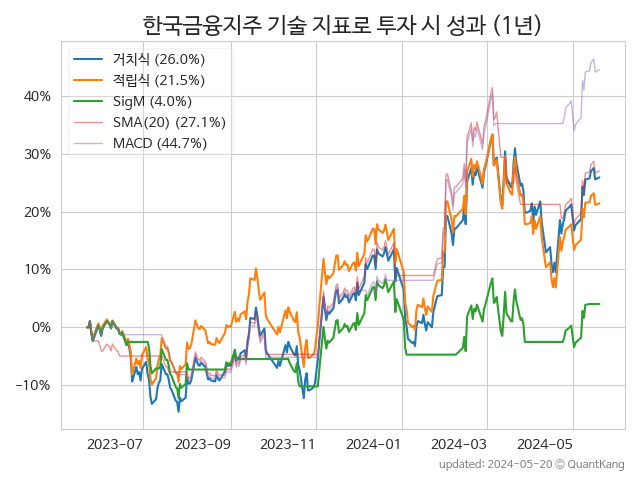 한국금융지주 기술 지표로 투자 시 성과 (1년)
거치식 (26.0%)
적립식 (21.5%)
SigM (4.0%)
SMA(20) (27.1%)
MACD (44.7%)
40%
30%
20%
10%
0%
−10%
2023-07 2023-09 2023-11 2024-01 2024-03 2024-05
updated: 2024-05-20 © QuantKang